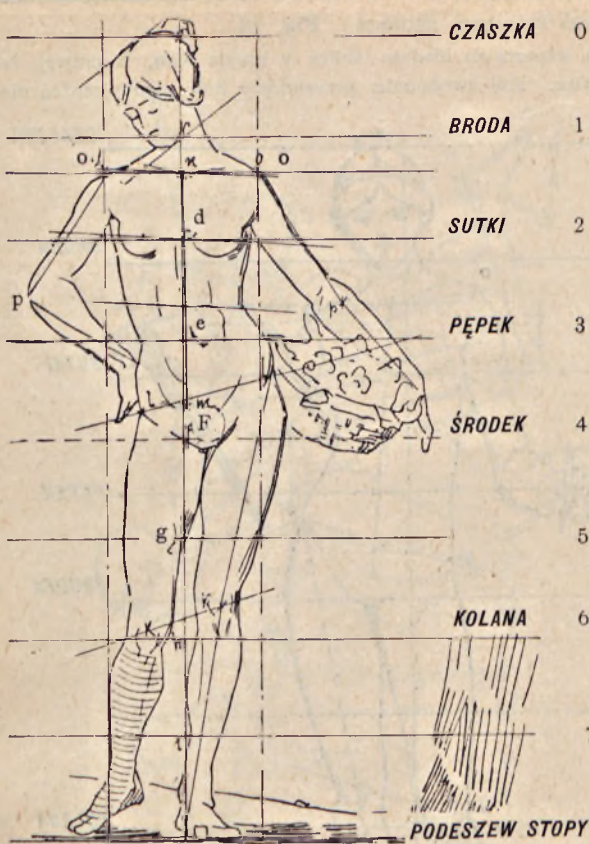 CZASZKA 0
BRODA 1
o n o o
SUTKI 2
d
p
p
e
PĘPEK 3
l m
F
ŚRODEK 4
g 5
K
KOLANA 6
K
n
PODESZEW STOPY